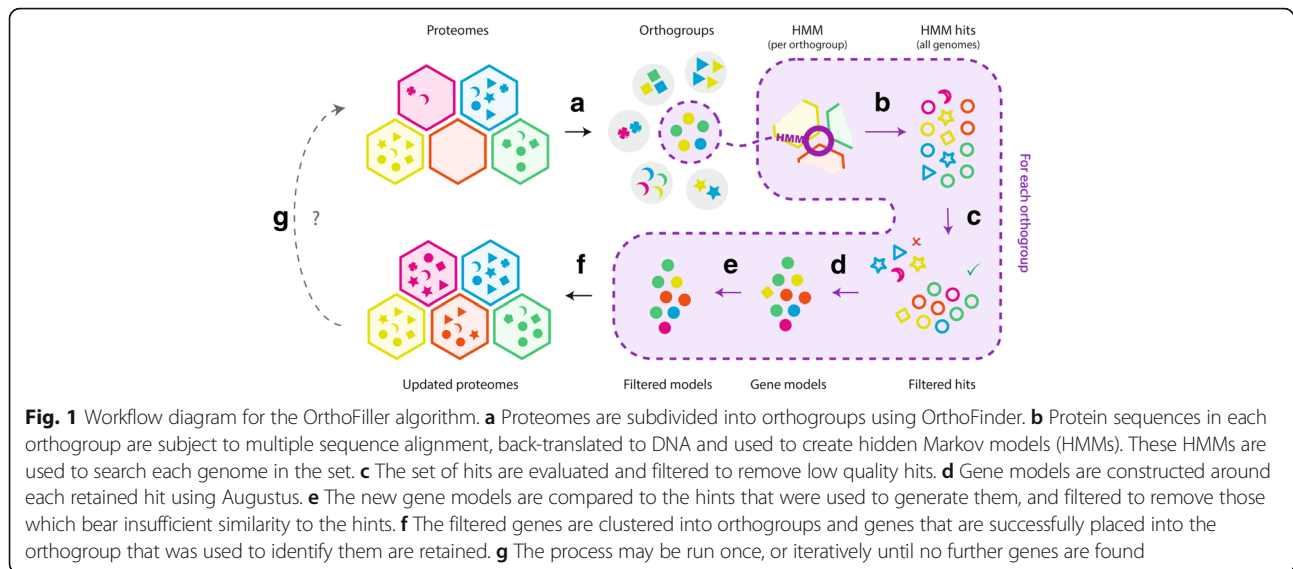 Proteomes
Orthogroups
HMM
(per orthogroup)
HMM hits
(all genomes)
a
b
HMM
For each orthogroup
c
g
?
x
✓
f
e
d
Updated proteomes
Filtered models
Gene models
Filtered hits
Fig. 1 Workflow diagram for the OrthoFiller algorithm. a Proteomes are subdivided into orthogroups using OrthoFinder. b Protein sequences in each
orthogroup are subject to multiple sequence alignment, back-translated to DNA and used to create hidden Markov models (HMMs). These HMMs are
used to search each genome in the set. c The set of hits are evaluated and filtered to remove low quality hits. d Gene models are constructed around
each retained hit using Augustus. e The new gene models are compared to the hints that were used to generate them, and filtered to remove those
which bear insufficient similarity to the hints. f The filtered genes are clustered into orthogroups and genes that are successfully placed into the
orthogroup that was used to identify them are retained. g The process may be run once, or iteratively until no further genes are found